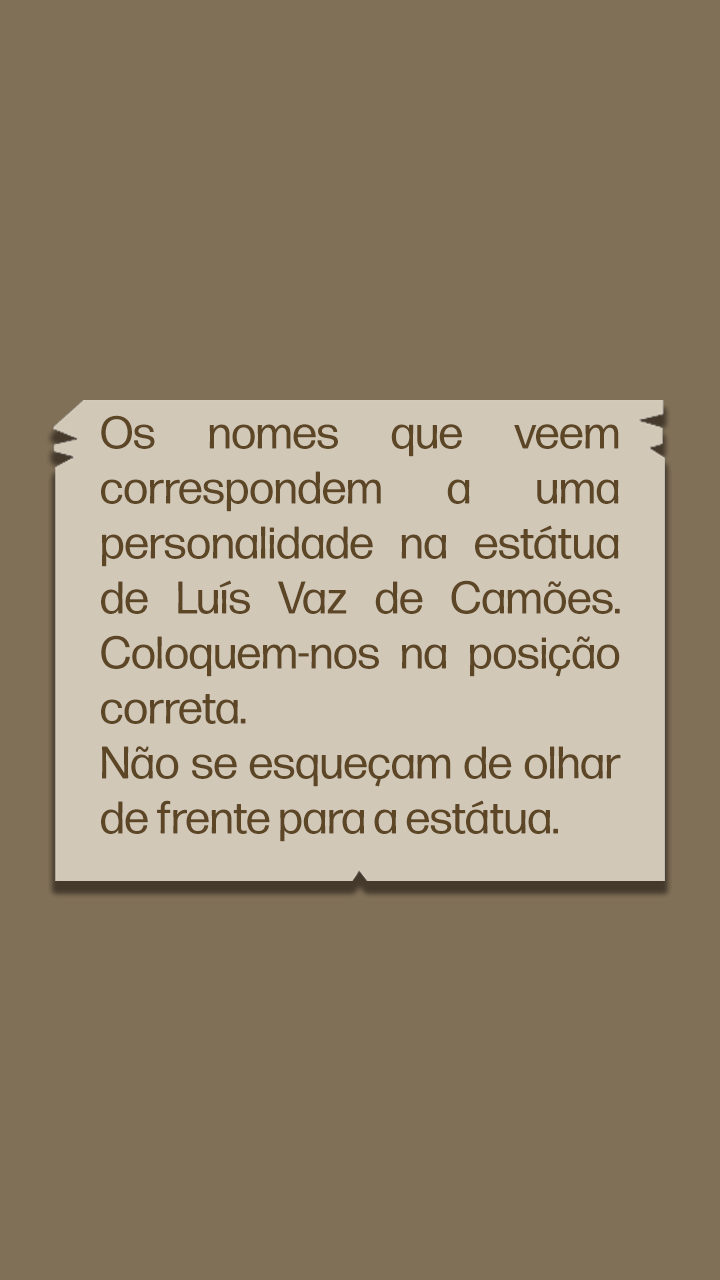 Os nomes que veem
correspondem a uma
personalidade na estátua
de Luís Vaz de Camões.
Coloquem-nos na posição
correta.
Não se esqueçam de olhar
de frente para a estátua.